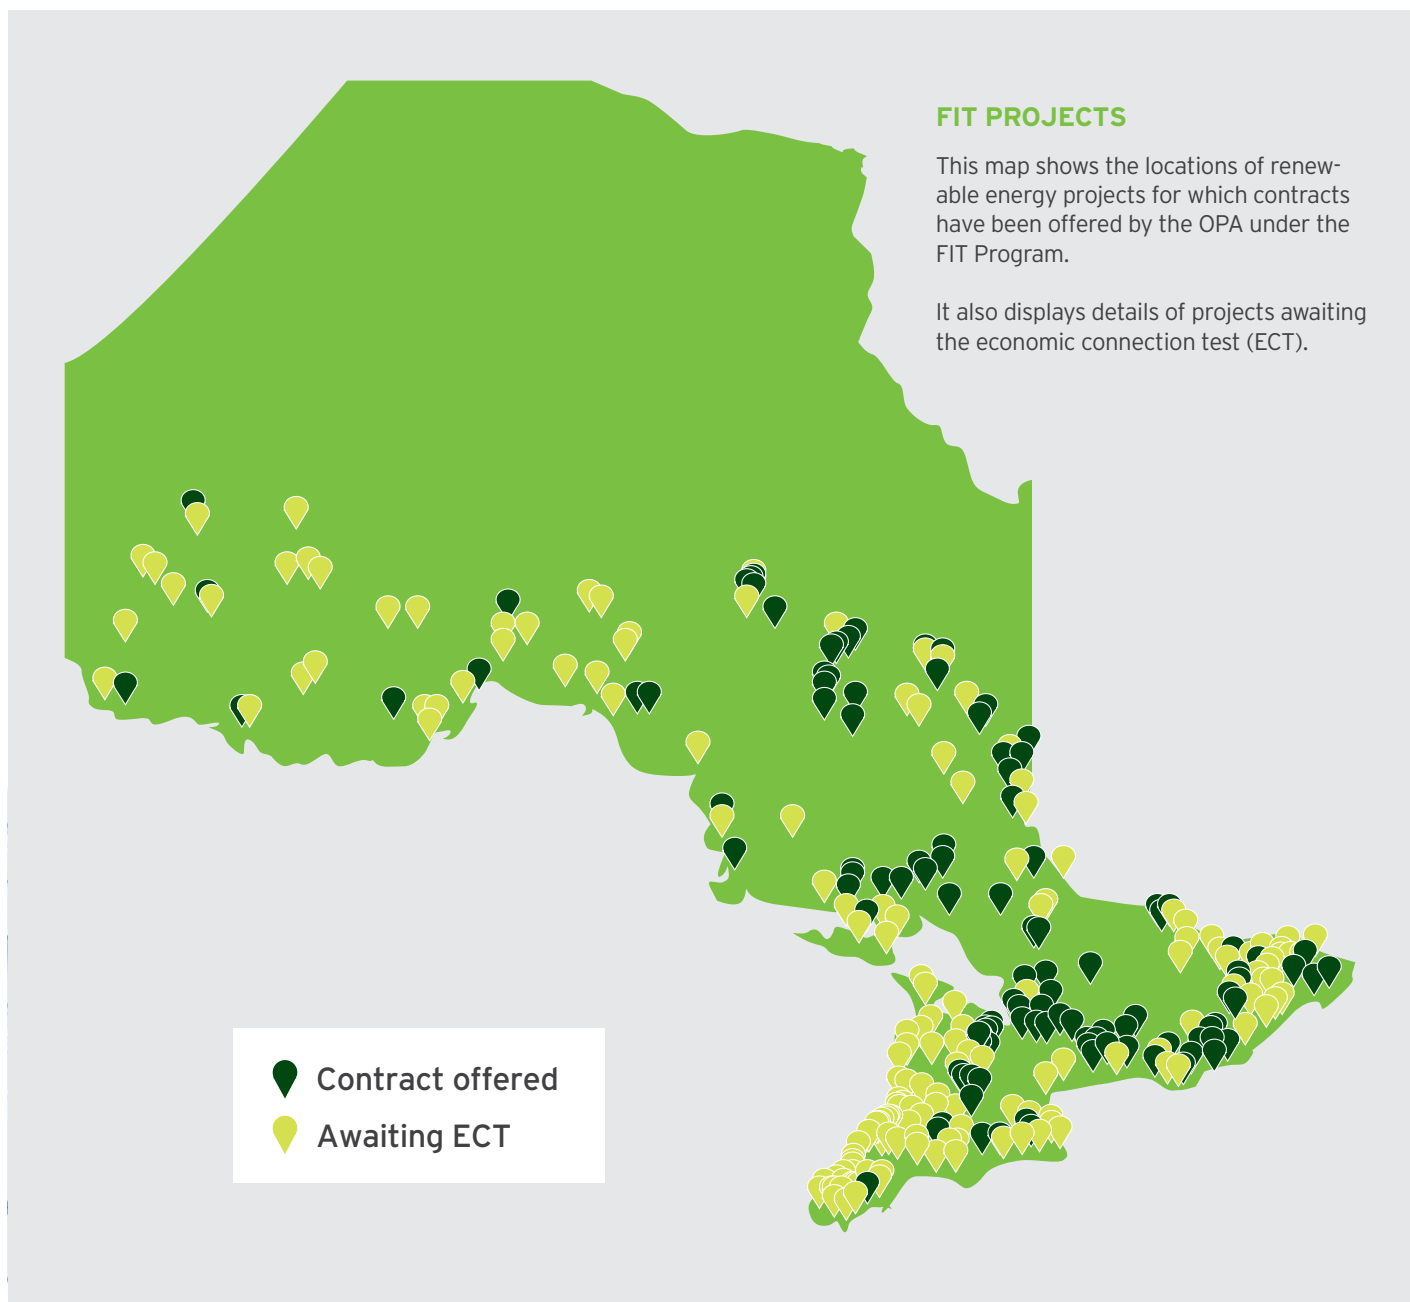 FIT PROJECTS
This map shows the locations of renew-
able energy projects for which contracts
have been offered by the OPA under the
FIT Program.
It also displays details of projects awaiting
the economic connection test (ECT).
Contract offered
Awaiting ECT